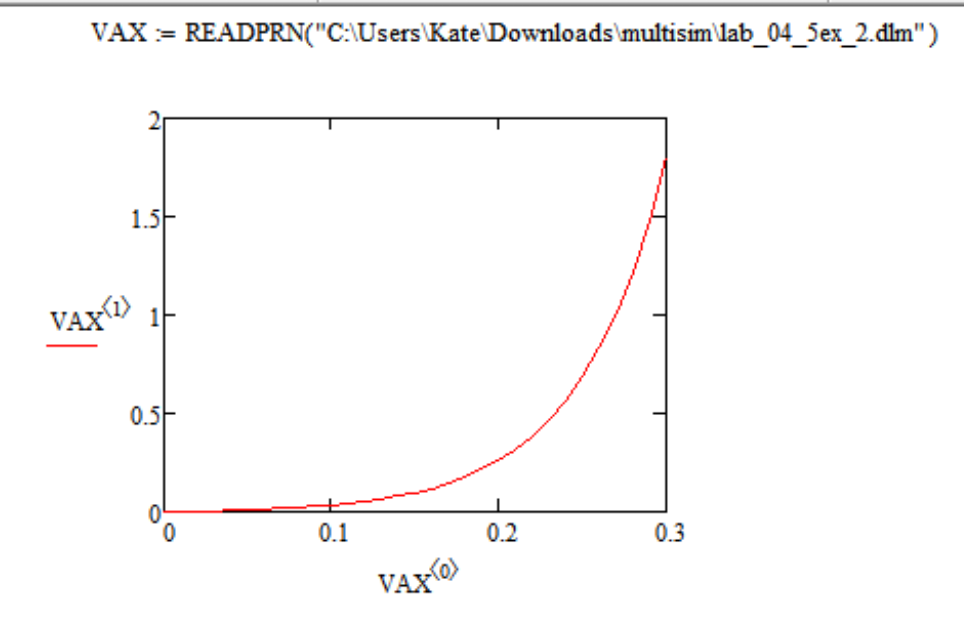 VAX := READPRN("C:\Users\Kate\Downloads\multisim\lab_04_5ex_2.dlm")
2
1.5
VAX⟨1⟩
1
0.5
0
0 0.1 0.2 0.3
VAX⟨0⟩